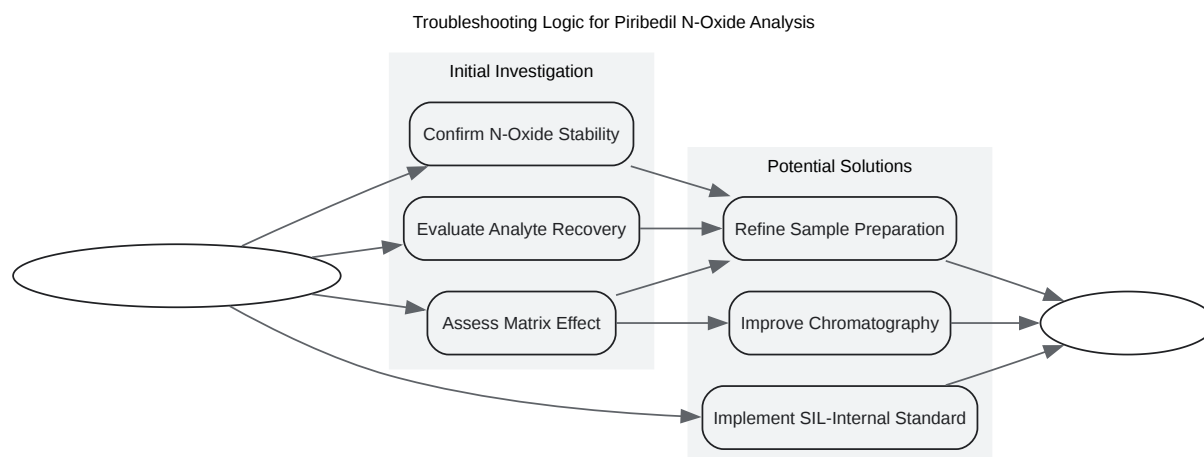 Troubleshooting Logic for Piribedil N-Oxide Analysis
Initial Investigation
Confirm N-Oxide Stability
Evaluate Analyte Recovery
Assess Matrix Effect
Potential Solutions
Refine Sample Preparation
Improve Chromatography
Implement SIL-Internal Standard